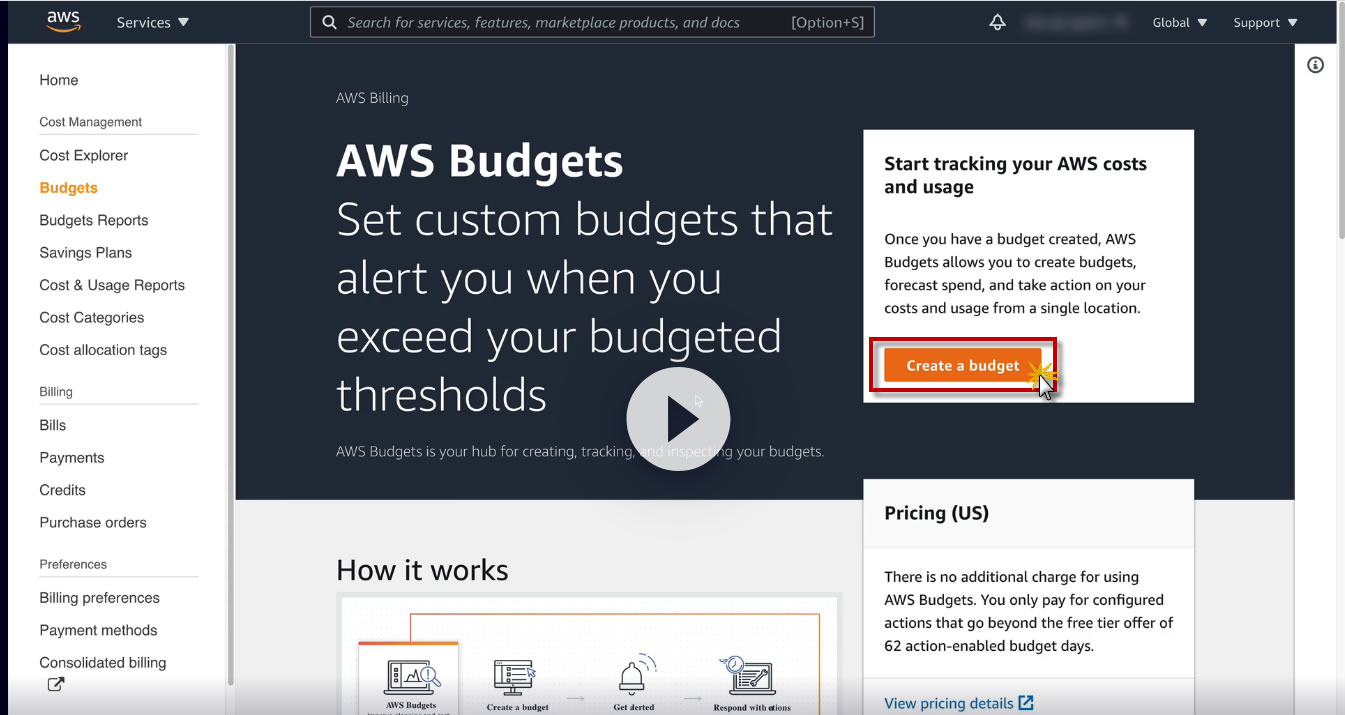 aws
Services
Search for services, features, marketplace products, and docs
[Option+S]
Global
Support
Home
Cost Management
Cost Explorer
Budgets
Budgets Reports
Savings Plans
Cost & Usage Reports
Cost Categories
Cost allocation tags
Billing
Bills
Payments
Credits
Purchase orders
Preferences
Billing preferences
Payment methods
Consolidated billing
AWS Billing
AWS Budgets
Set custom budgets that
alert you when you
exceed your budgeted
thresholds
AWS Budgets is your hub for creating, tracking, and inspecting your budgets.
Start tracking your AWS costs
and usage
Once you have a budget created, AWS
Budgets allows you to create budgets,
forecast spend, and take action on your
costs and usage from a single location.
Create a budget
Pricing (US)
There is no additional charge for using
AWS Budgets. You only pay for configured
actions that go beyond the free tier offer of
62 action-enabled budget days.
View pricing details
How it works
AWS Budgets
Create a budget
Get alerted
Respond with actions